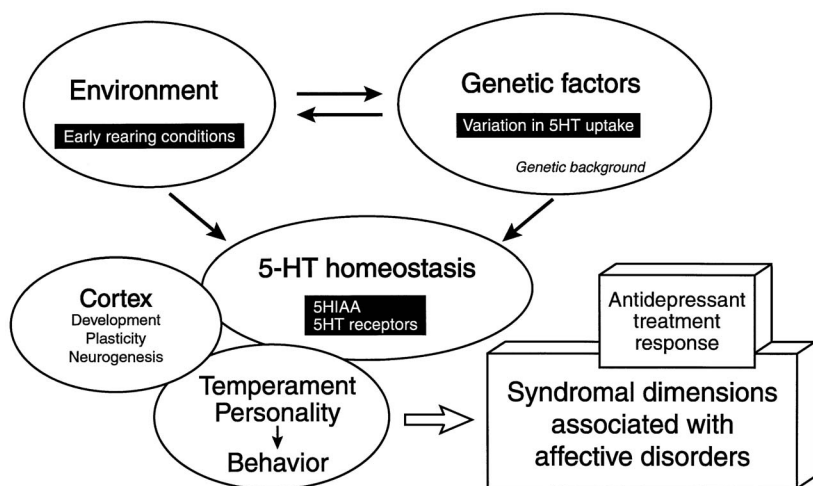 Environment
Early rearing conditions
Genetic factors
Variation in 5HT uptake
Genetic background
5-HT homeostasis
5HIAA
5HT receptors
Cortex
Development
Plasticity
Neurogenesis
Temperament
Personality
Behavior
Antidepressant
treatment
response
Syndromal dimensions
associated with
affective disorders